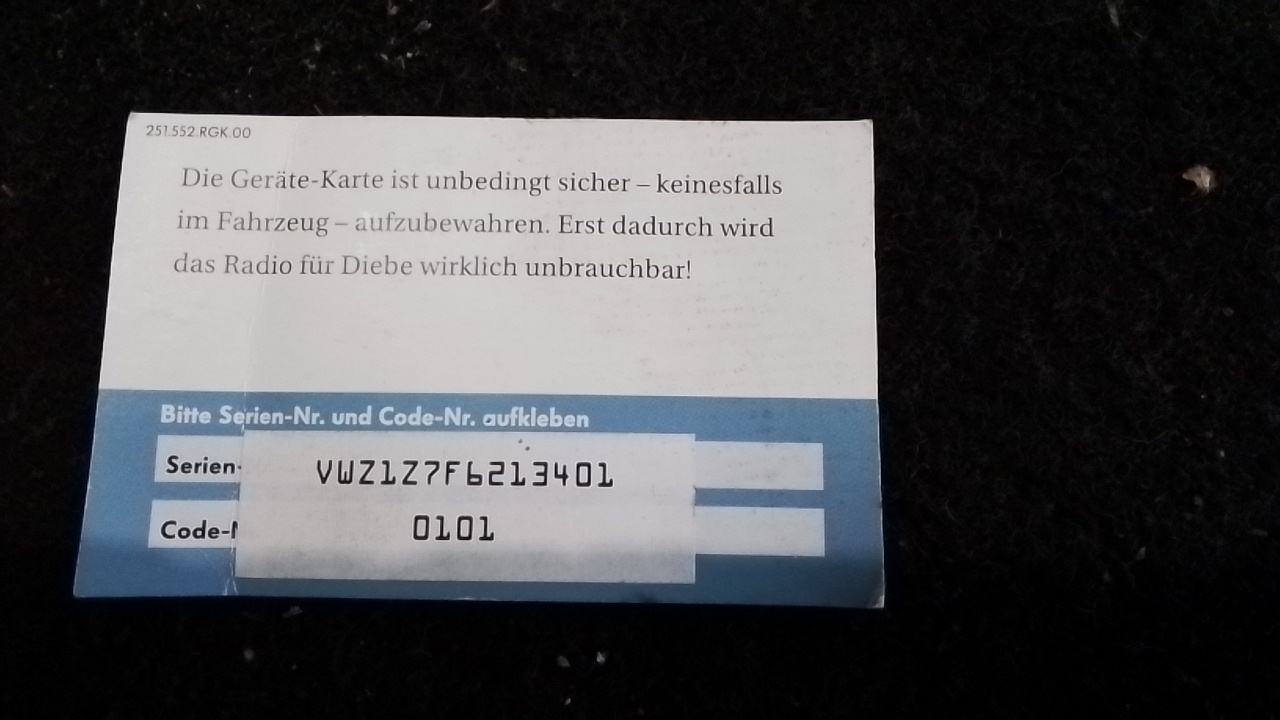 251.552.RGK.00
Die Geräte-Karte ist unbedingt sicher – keinesfalls
im Fahrzeug – aufzubewahren. Erst dadurch wird
das Radio für Diebe wirklich unbrauchbar!
Bitte Serien-Nr. und Code-Nr. aufkleben
Serien-
VWZ1Z7F6213401
Code-N
0101